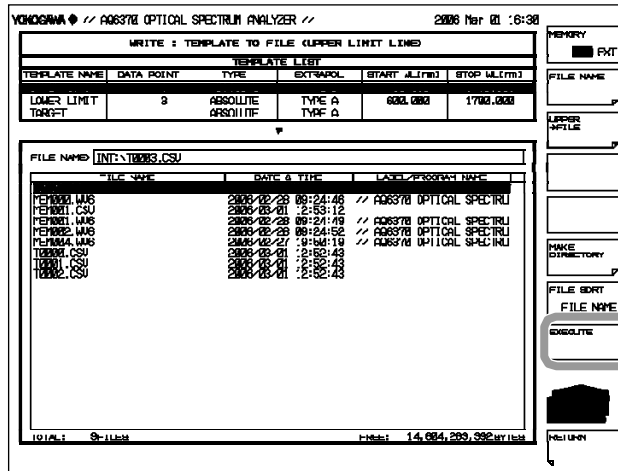 YOKOGAWA ◆ // AQ6370 OPTICAL SPECTRUM ANALYZER // 2006 Mar 01 16:38
WRITE : TEMPLATE TO FILE (UPPER LIMIT LINE)
TEMPLATE LIST
TEMPLATE NAME DATA POINT TYPE EXTRAPOL START WL[nm] STOP WL[nm]
LOWER LIMIT 3 ABSOLUTE TYPE A 600.000 1700.000
TARGET ABSOLUTE TYPE A
FILE NAME INT:\T0003.CSV
FILE NAME DATE & TIME LABEL/PROGRAM NAME
MEM000.WV6 2006/02/28 09:24:46 // AQ6370 OPTICAL SPECTRU
MEM001.CSV 2006/03/01 12:53:12
MEM001.WV6 2006/02/28 09:24:49 // AQ6370 OPTICAL SPECTRU
MEM002.WV6 2006/02/28 09:24:52 // AQ6370 OPTICAL SPECTRU
MEM004.WV6 2006/02/27 19:50:19 // AQ6370 OPTICAL SPECTRU
T0000.CSV 2006/03/01 12:52:43
T0001.CSV 2006/03/01 12:52:43
T0002.CSV 2006/03/01 12:52:43
TOTAL: 9FILES FREE: 14,604,209,392BYTES
MEMORY
EXT
FILE NAME
UPPER
→FILE
MAKE
DIRECTORY
FILE SORT
FILE NAME
EXECUTE
RETURN